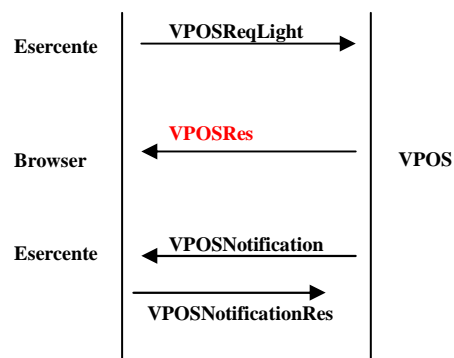 VPOSReqLight
Esercente
VPOSRes
Browser
VPOS
VPOSNotification
Esercente
VPOSNotificationRes